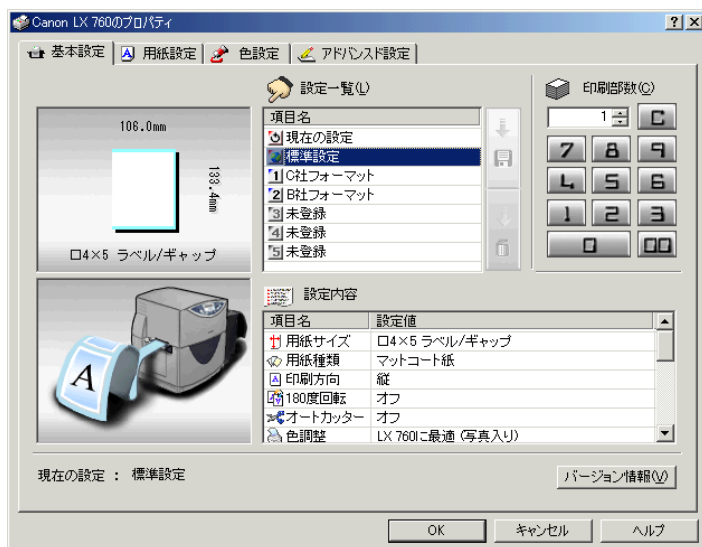 Canon LX 760のプロパティ
基本設定
用紙設定
色設定
アドバンスド設定
106.0mm
133.4mm
ロ4×5 ラベル/ギャップ
設定一覧(L)
項目名
現在の設定
標準設定
1 C社フォーマット
2 B社フォーマット
3 未登録
4 未登録
5 未登録
印刷部数(C)
1
C
7 8 9
4 5 6
1 2 3
0 00
A
設定内容
項目名 設定値
用紙サイズ ロ4×5 ラベル/ギャップ
用紙種類 マットコート紙
印刷方向 縦
180度回転 オフ
オートカッター オフ
色調整 LX 760に最適 (写真入り)
現在の設定 : 標準設定
バージョン情報(V)
OK
キャンセル
ヘルプ